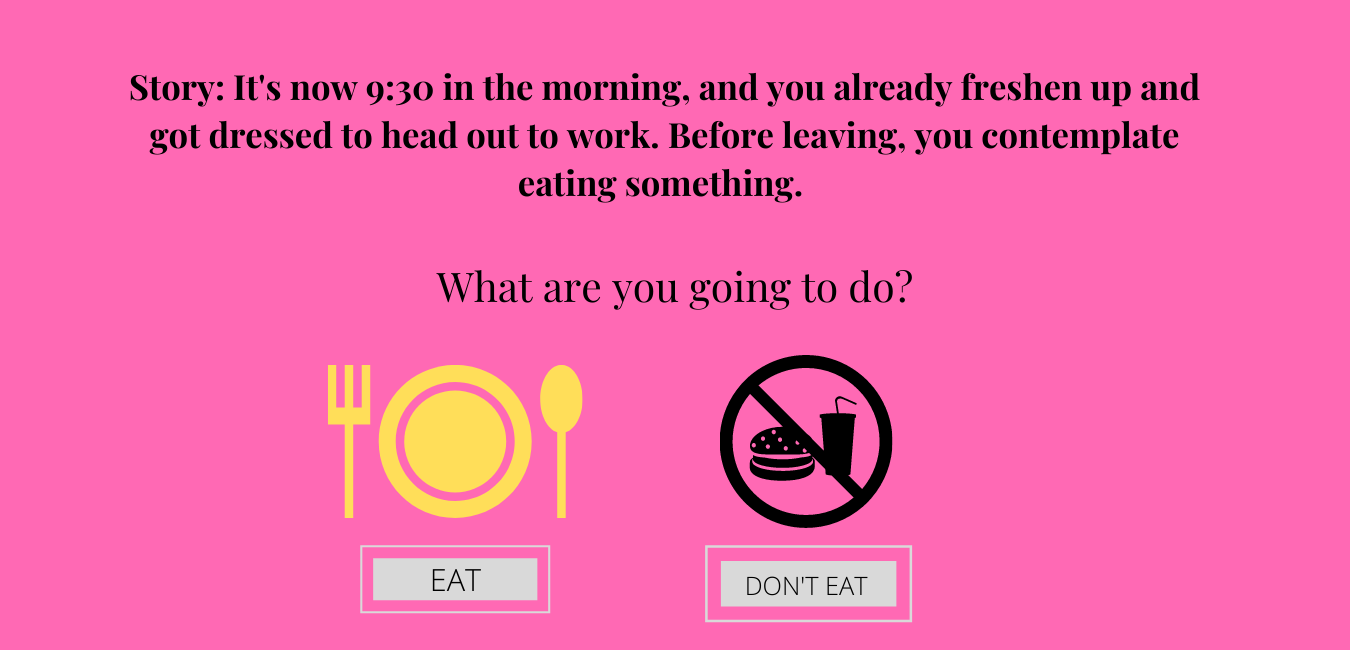 Story: It's now 9:30 in the morning, and you already freshen up and
got dressed to head out to work. Before leaving, you contemplate
eating something.
What are you going to do?
EAT
DON'T EAT